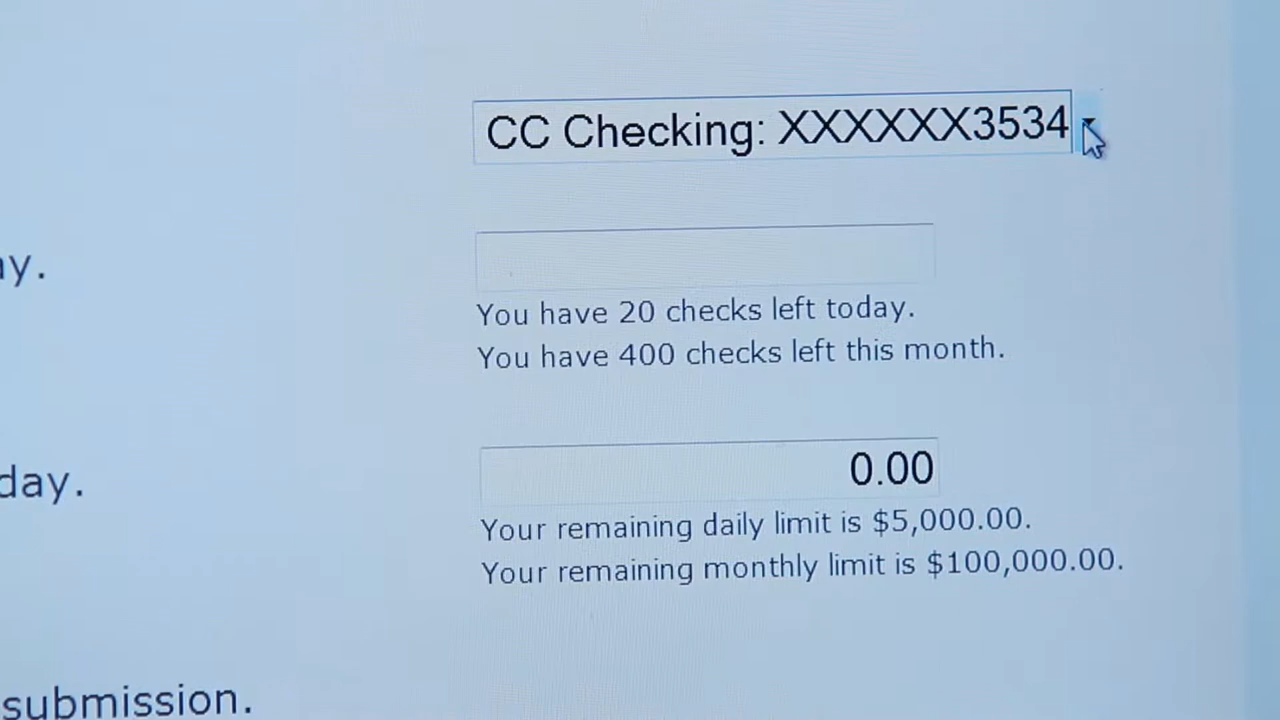 CC Checking: XXXXXX3534
ay.
You have 20 checks left today.
You have 400 checks left this month.
0.00
day.
Your remaining daily limit is $5,000.00.
Your remaining monthly limit is $100,000.00.
submission.